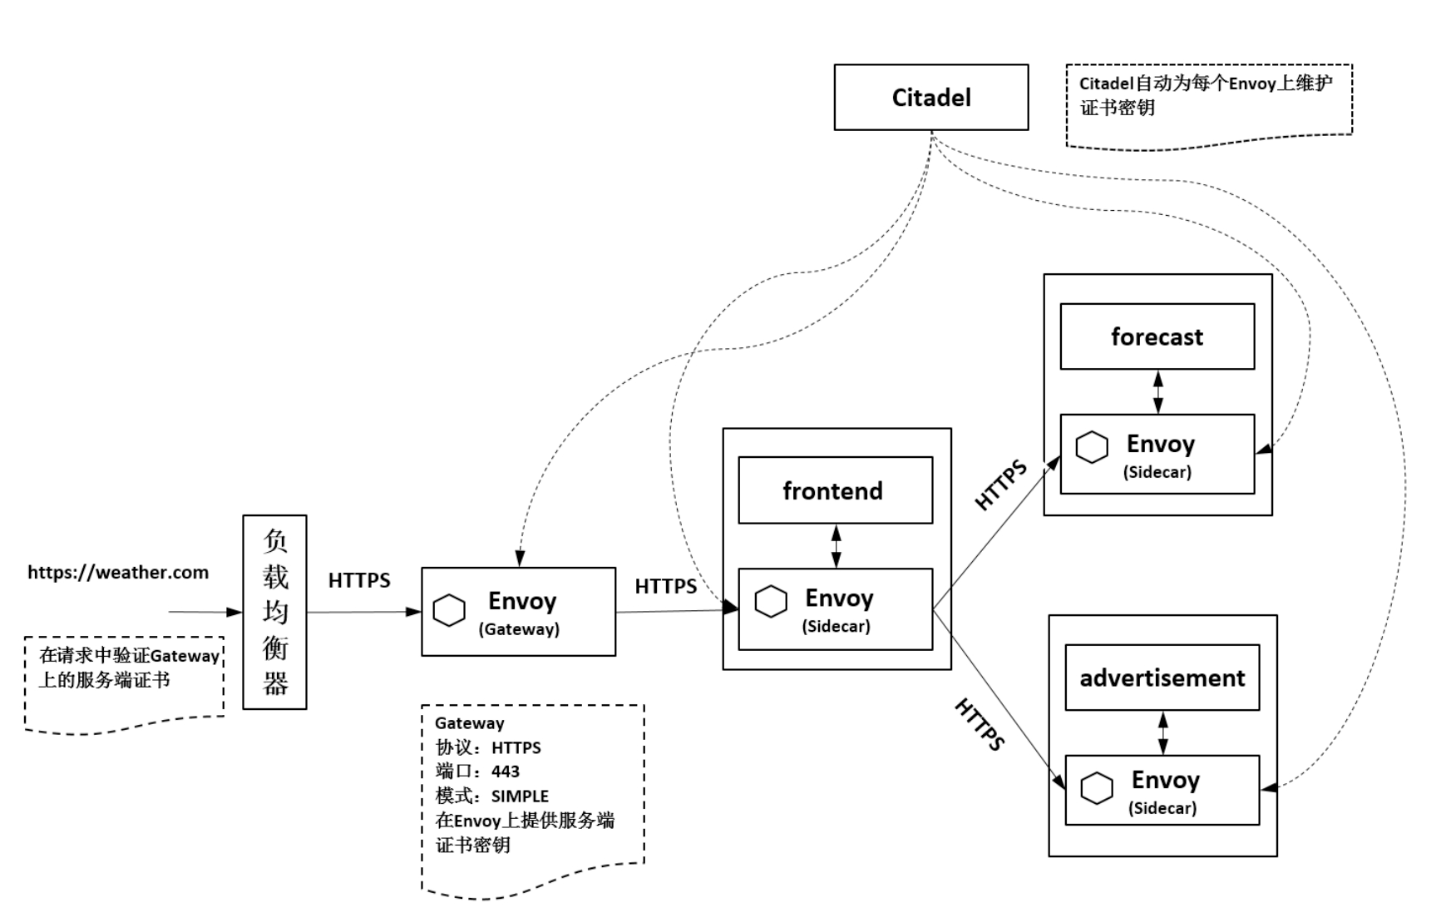 Citadel
Citadel自动为每个Envoy上维护
证书密钥
forecast
Envoy
(Sidecar)
HTTPS
frontend
Envoy
(Sidecar)
https://weather.com
负载均衡器
HTTPS
Envoy
(Gateway)
HTTPS
在请求中验证Gateway
上的服务端证书
Gateway
协议：HTTPS
端口：443
模式：SIMPLE
在Envoy上提供服务端
证书密钥
HTTPS
advertisement
Envoy
(Sidecar)